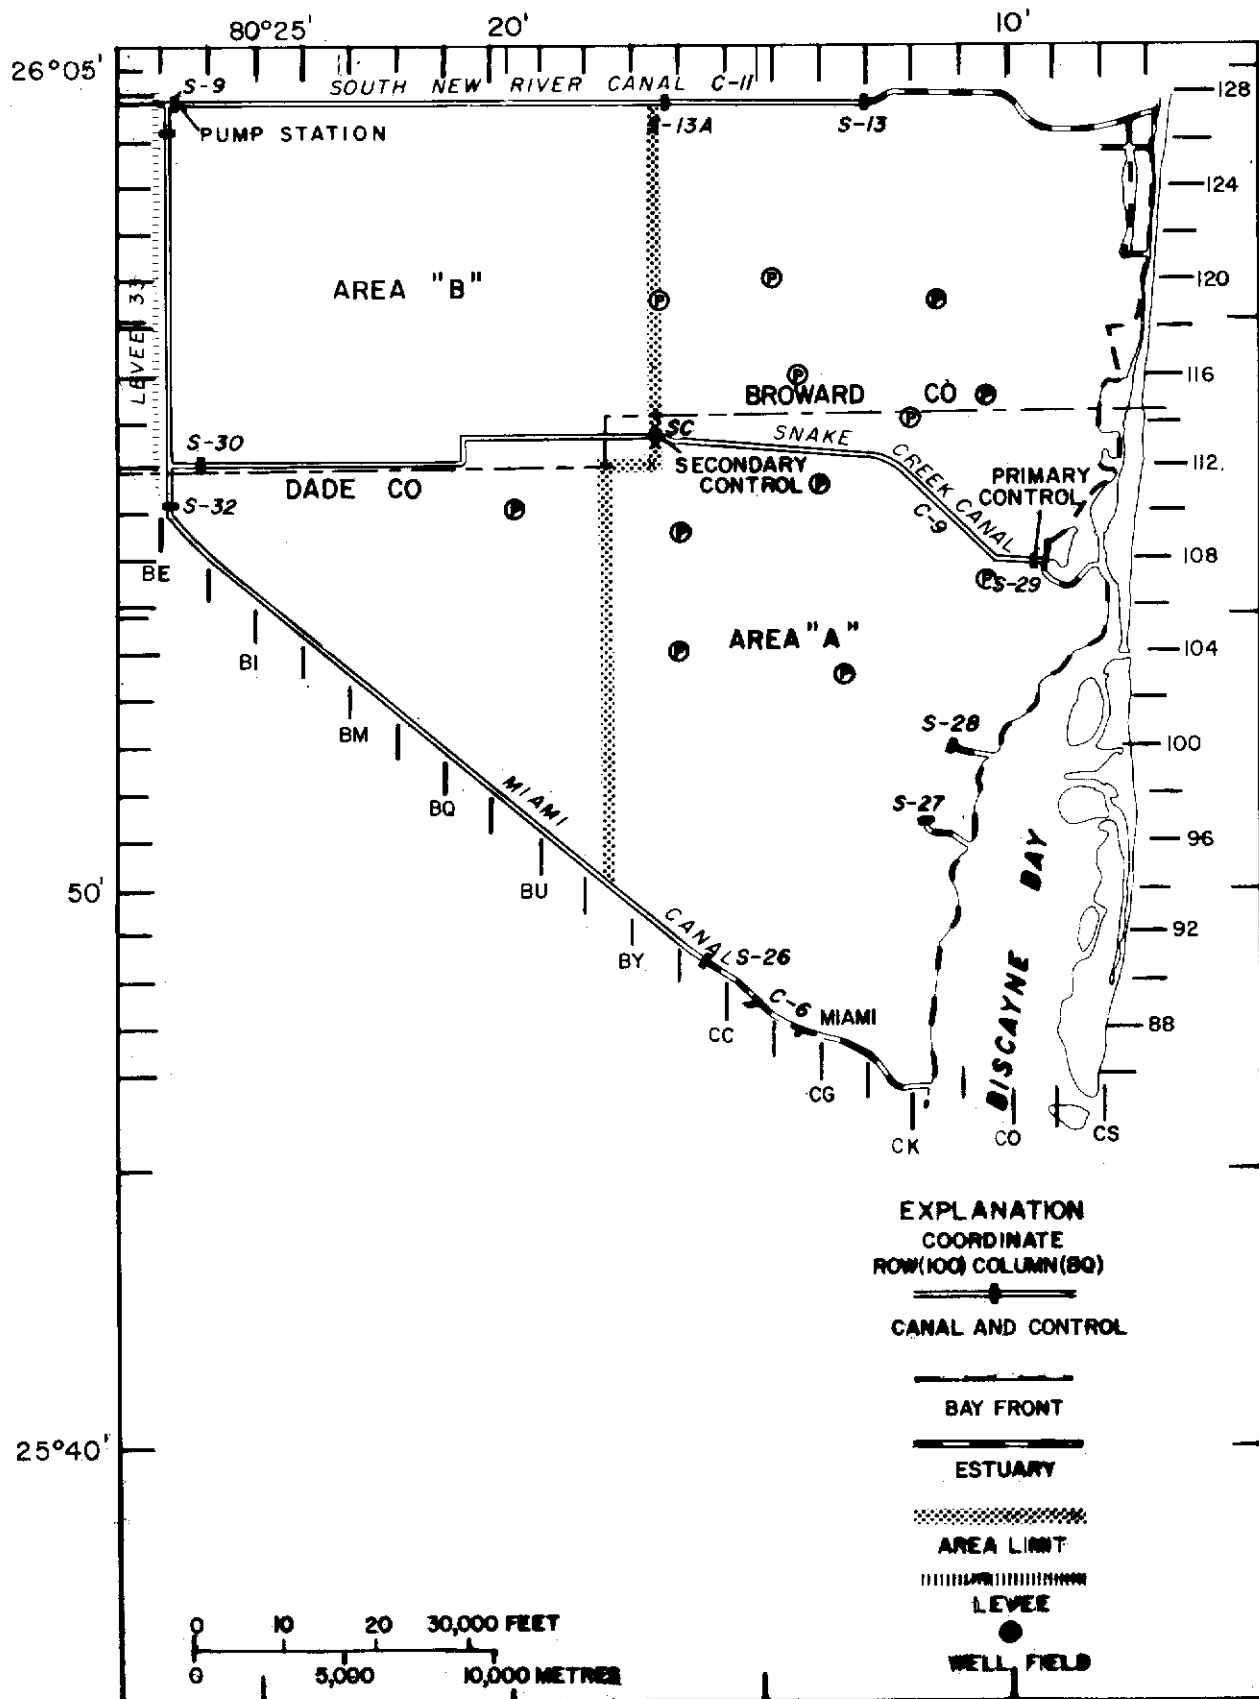 80°25'
20'
10'
26°05'
S-9
SOUTH NEW RIVER CANAL C-11
128
PUMP STATION
-13A
S-13
124
AREA "B"
P
P
P
120
LEVEE 33
P
116
BROWARD CO
P
P
SC
SNAKE CREEK CANAL
C-9
S-30
SECONDARY
CONTROL
P
PRIMARY
CONTROL
112
DADE CO
S-32
P
P
BE
P
S-29
108
BI
P
AREA "A"
P
104
BM
S-28
100
BQ
MIAMI CANAL
S-27
96
BU
BISCAYNE BAY
50'
92
BY
S-26
C-6
MIAMI
88
CC
CG
CK
CO
CS
EXPLANATION
COORDINATE
ROW(100) COLUMN(BQ)
CANAL AND CONTROL
BAY FRONT
25°40'
ESTUARY
AREA LIMIT
LEVEE
WELL FIELD
0 10 20 30,000 FEET
0 5,000 10,000 METRES